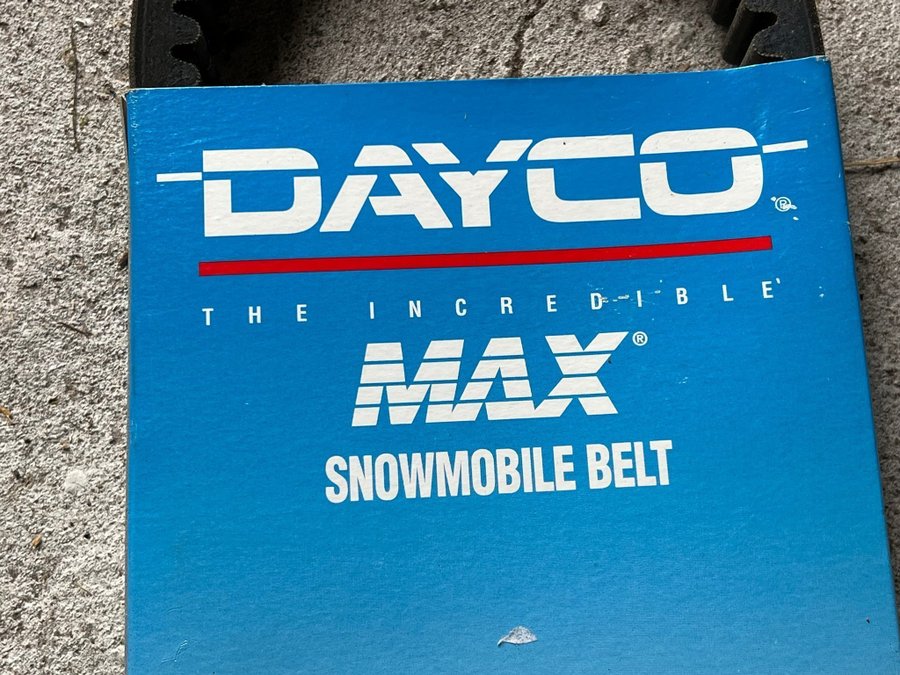 DAYCO®
THE INCREDIBLE
MAX®
SNOWMOBILE BELT